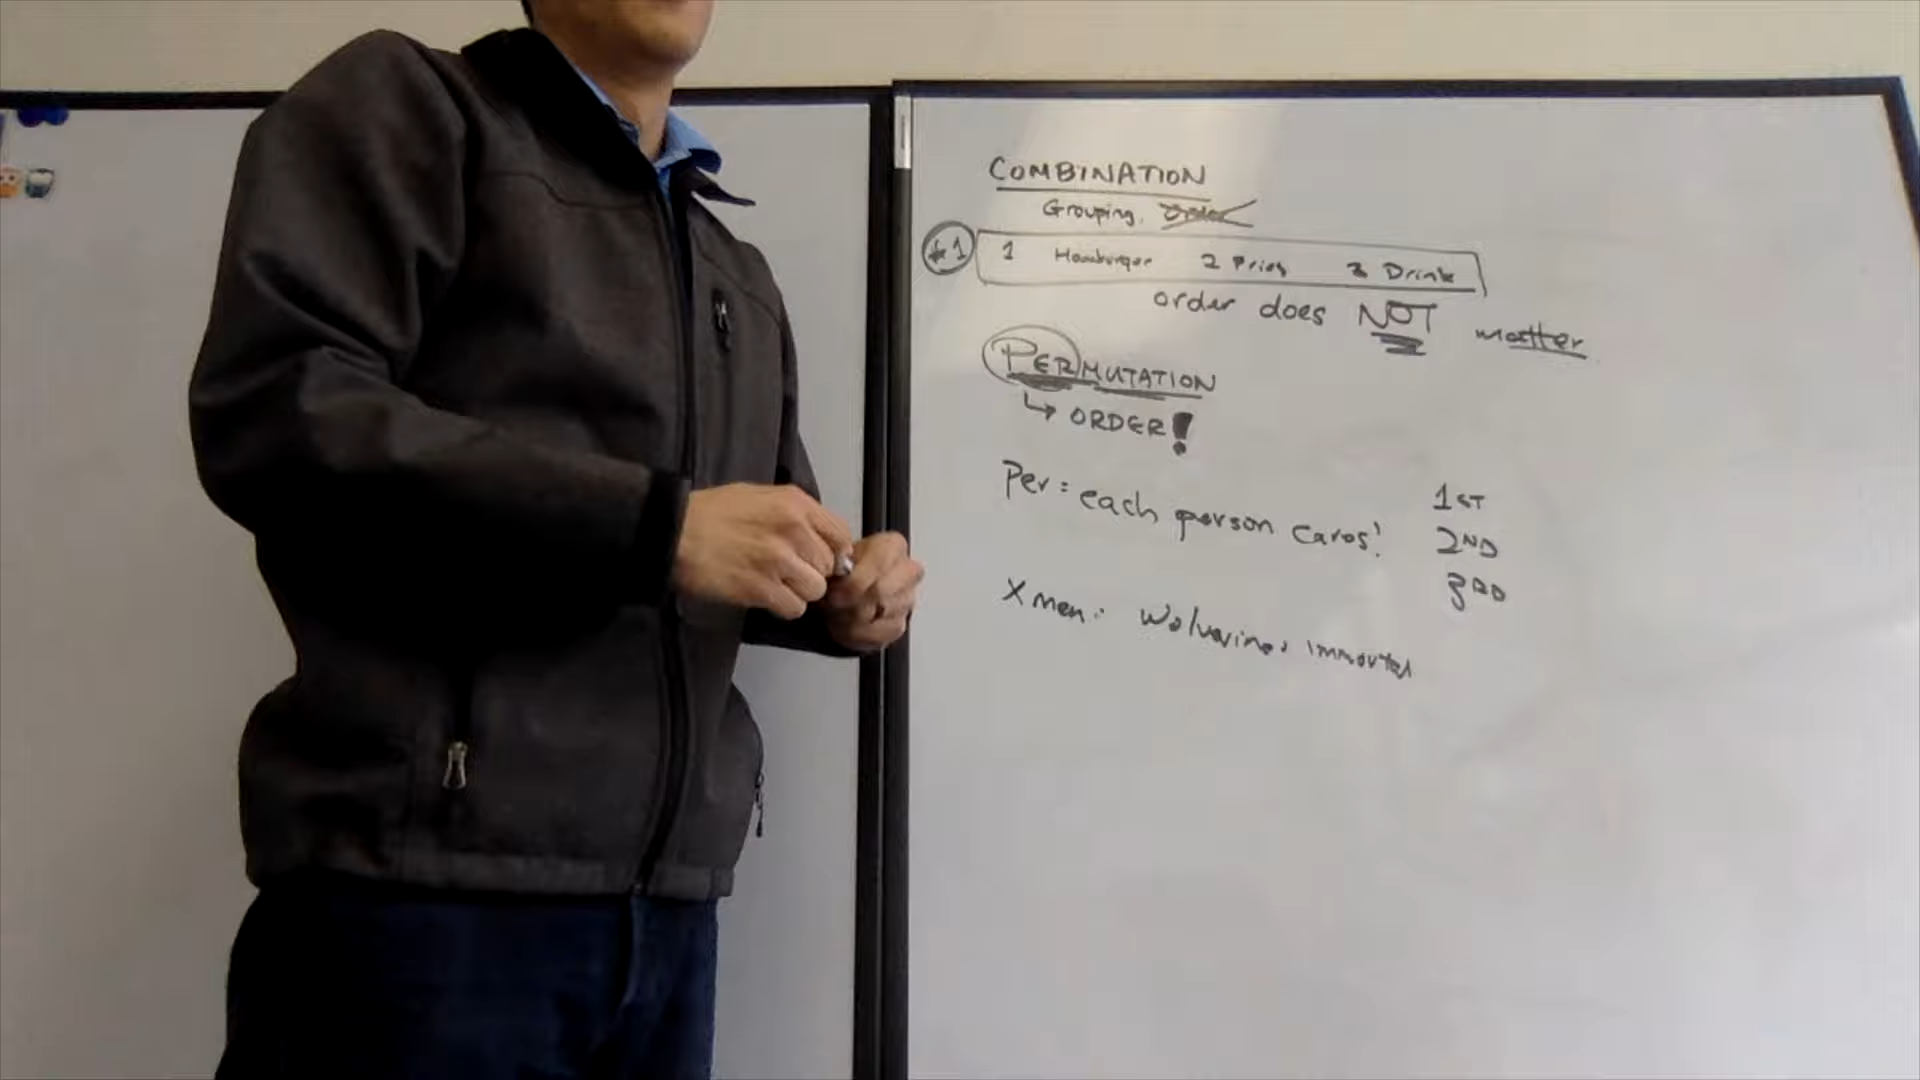 COMBINATION
Grouping, Order
#1 1 Hamburger 2 Fries 3 Drink
order does NOT matter
PERMUTATION
↳ ORDER!
Per = each person cares!
1ST
2ND
3RD
X men: Wolverine, immortal